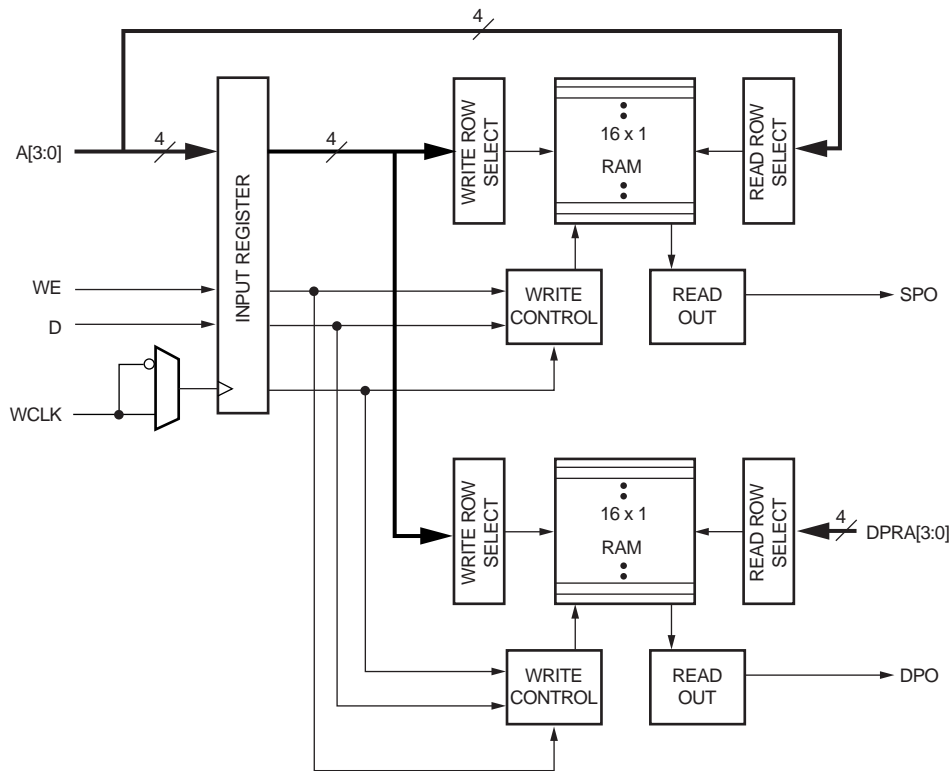 4
A[3:0]
4
INPUT REGISTER
4
WRITE ROW
SELECT
16 x 1
RAM
READ ROW
SELECT
WE
D
WCLK
WRITE
CONTROL
READ
OUT
SPO
WRITE ROW
SELECT
16 x 1
RAM
READ ROW
SELECT
4
DPRA[3:0]
WRITE
CONTROL
READ
OUT
DPO